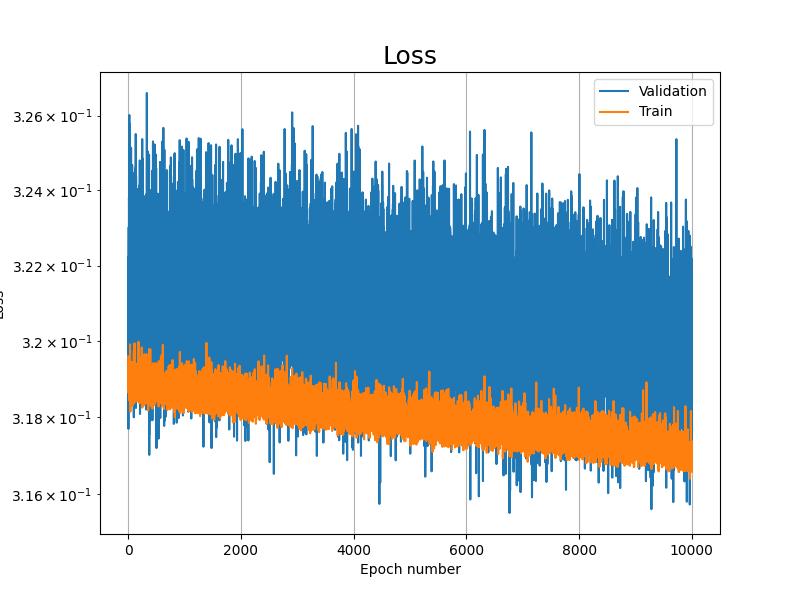 Loss
Validation
Train
3.26 × 10⁻¹
3.24 × 10⁻¹
3.22 × 10⁻¹
3.2 × 10⁻¹
3.18 × 10⁻¹
3.16 × 10⁻¹
Loss
0 2000 4000 6000 8000 10000
Epoch number